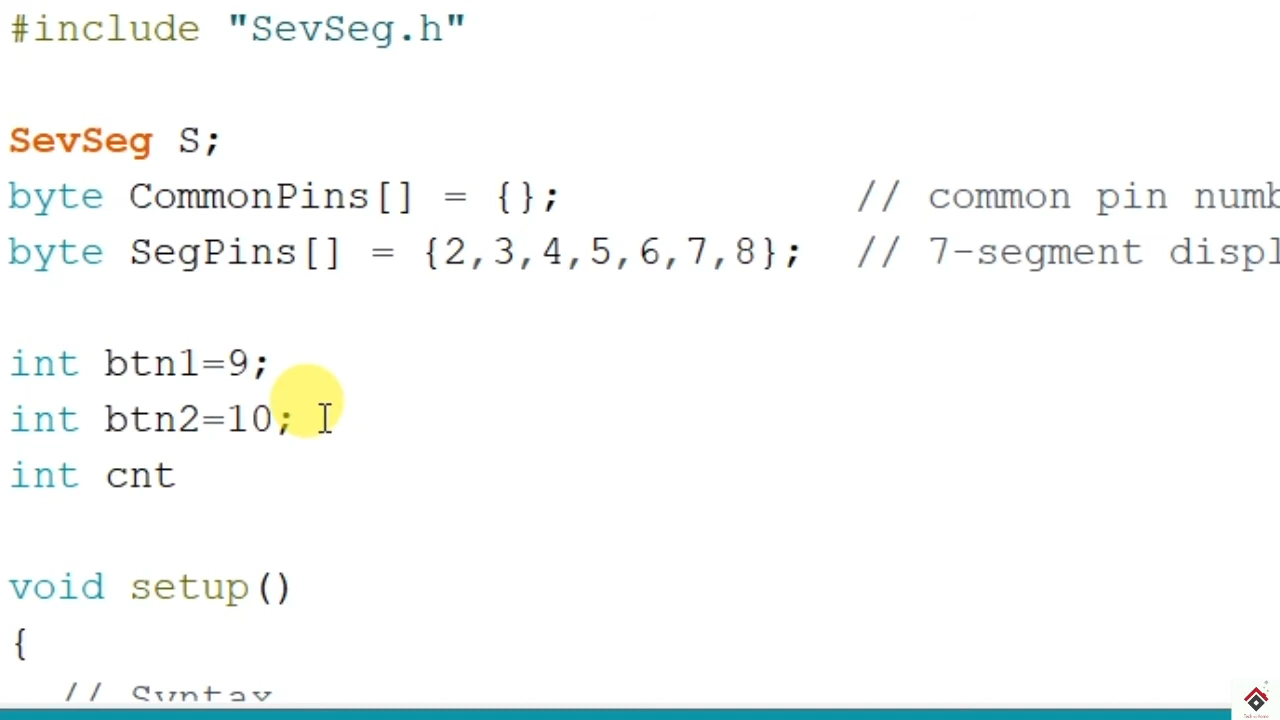 #include "SevSeg.h"
SevSeg S;
byte CommonPins[] = {};          // common pin numb
byte SegPins[] = {2,3,4,5,6,7,8};  // 7-segment displ
int btn1=9;
int btn2=10;
int cnt
void setup()
{
// Syntax